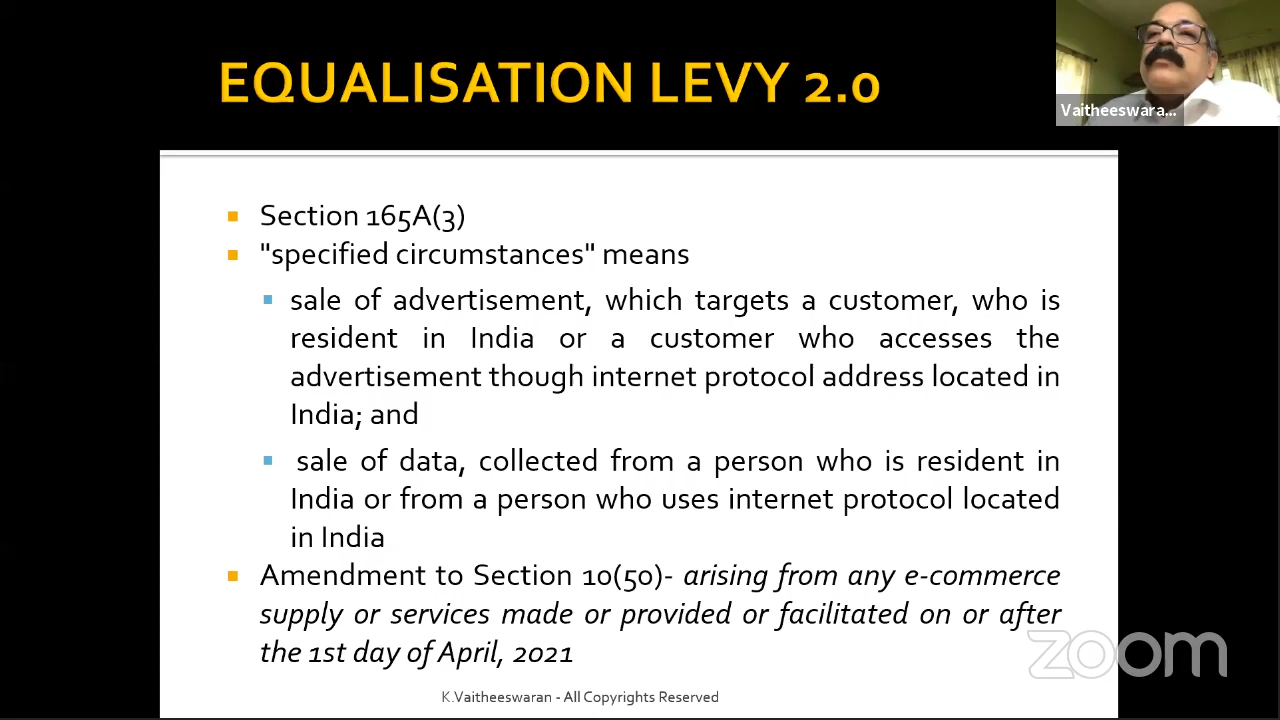 EQUALISATION LEVY 2.0
Vaitheeswara...
Section 165A(3)
"specified circumstances" means
sale of advertisement, which targets a customer, who is
resident in India or a customer who accesses the
advertisement though internet protocol address located in
India; and
sale of data, collected from a person who is resident in
India or from a person who uses internet protocol located
in India
Amendment to Section 10(50)- arising from any e-commerce
supply or services made or provided or facilitated on or after
the 1st day of April, 2021
zoom
K.Vaitheeswaran - All Copyrights Reserved